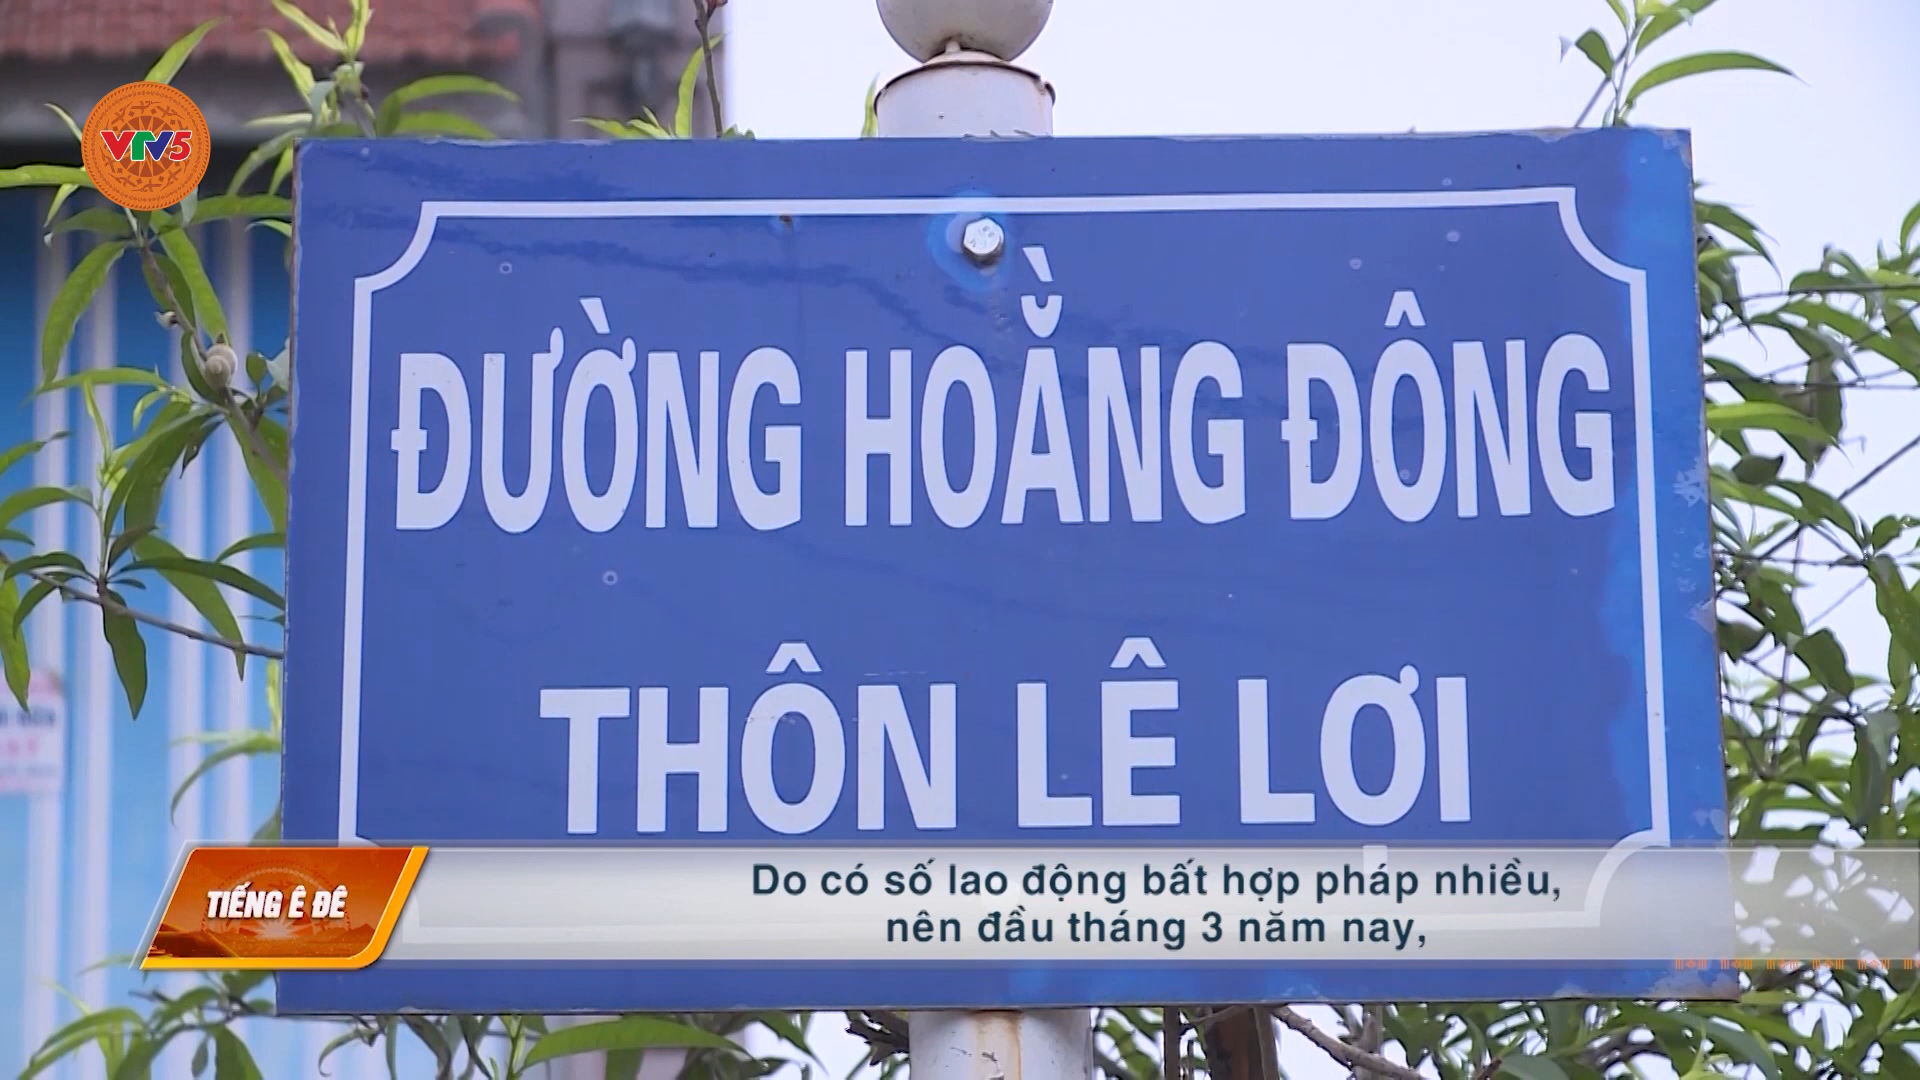 VTV5
ĐƯỜNG HOẰNG ĐÔNG
THÔN LÊ LỢI
TIẾNG Ê ĐÊ
Do có số lao động bất hợp pháp nhiều,
nên đầu tháng 3 năm nay,